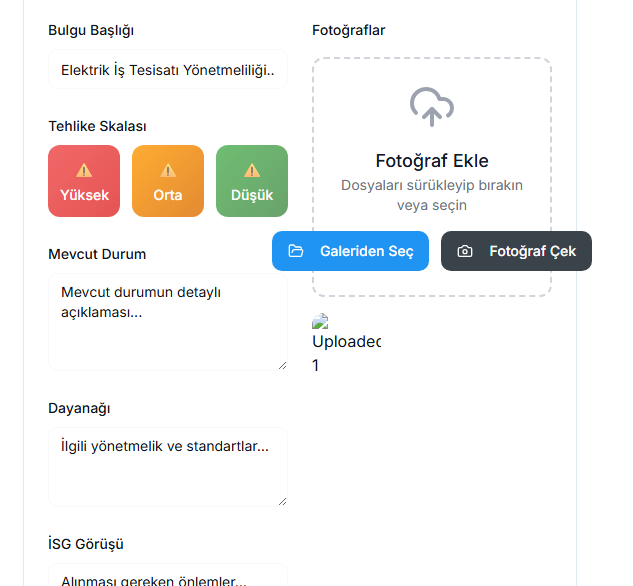 Bulgu Başlığı
Elektrik İş Tesisatı Yönetmeliliği..
Tehlike Skalası
Yüksek
Orta
Düşük
Mevcut Durum
Mevcut durumun detaylı
açıklaması...
Dayanağı
İlgili yönetmelik ve standartlar...
İSG Görüşü
Alınması gereken önlemler...
Fotoğraflar
Fotoğraf Ekle
Dosyaları sürükleyip bırakın
veya seçin
Galeriden Seç
Fotoğraf Çek
Uploaded
1